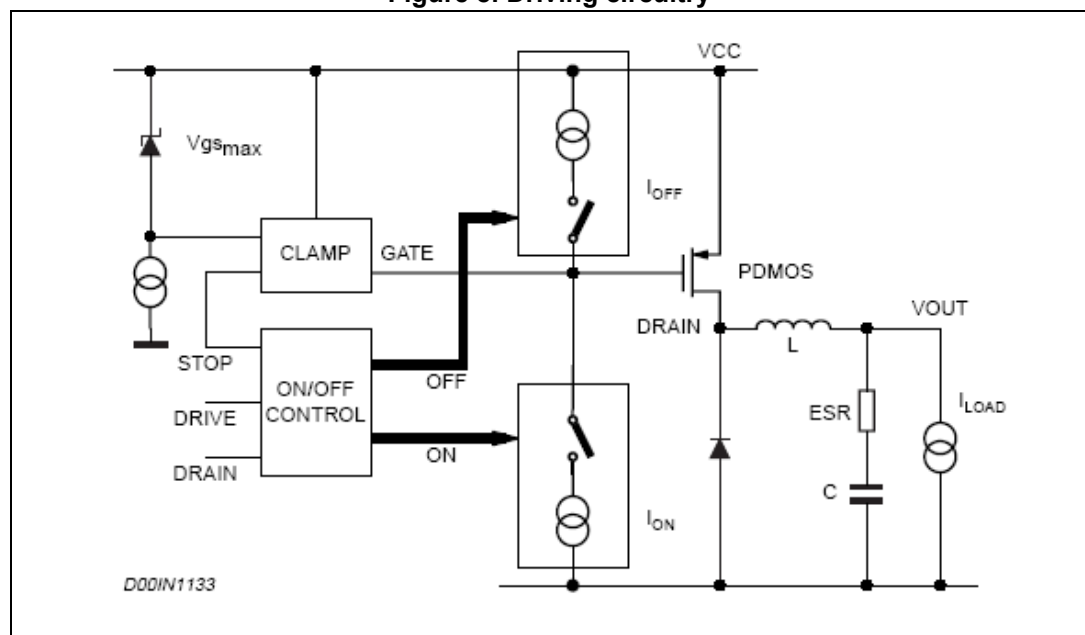 Figure 5. Driving circuitry
VCC
Vgsmax
IOFF
CLAMP
GATE
PDMOS
DRAIN
VOUT
L
STOP
OFF
ON/OFF
CONTROL
DRIVE
ESR
ILOAD
ON
DRAIN
C
ION
D00IN1133